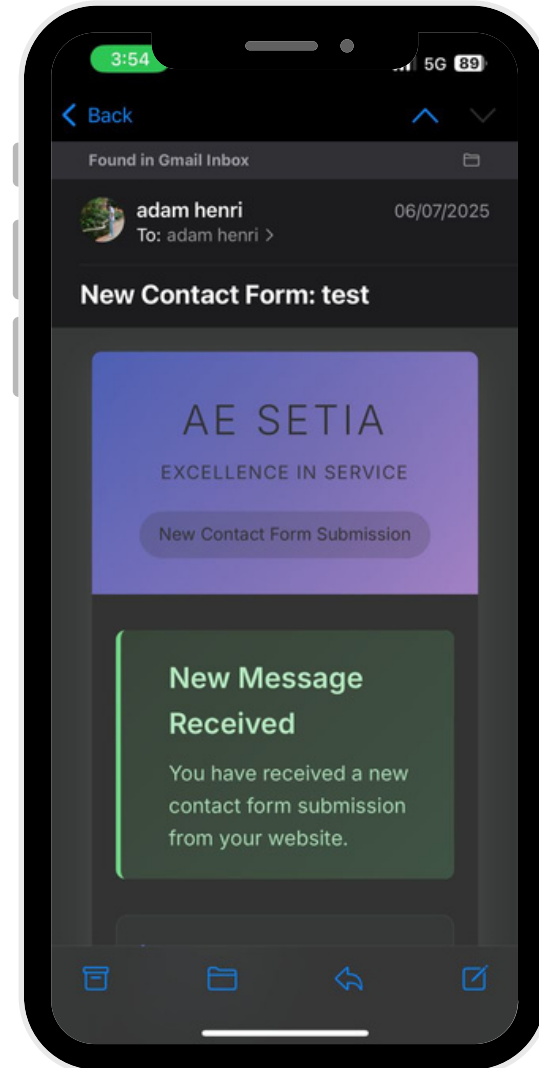 3:54 5G 89
Back
Found in Gmail Inbox
adam henri 06/07/2025
To: adam henri
New Contact Form: test
AE SETIA
EXCELLENCE IN SERVICE
New Contact Form Submission
New Message
Received
You have received a new
contact form submission
from your website.